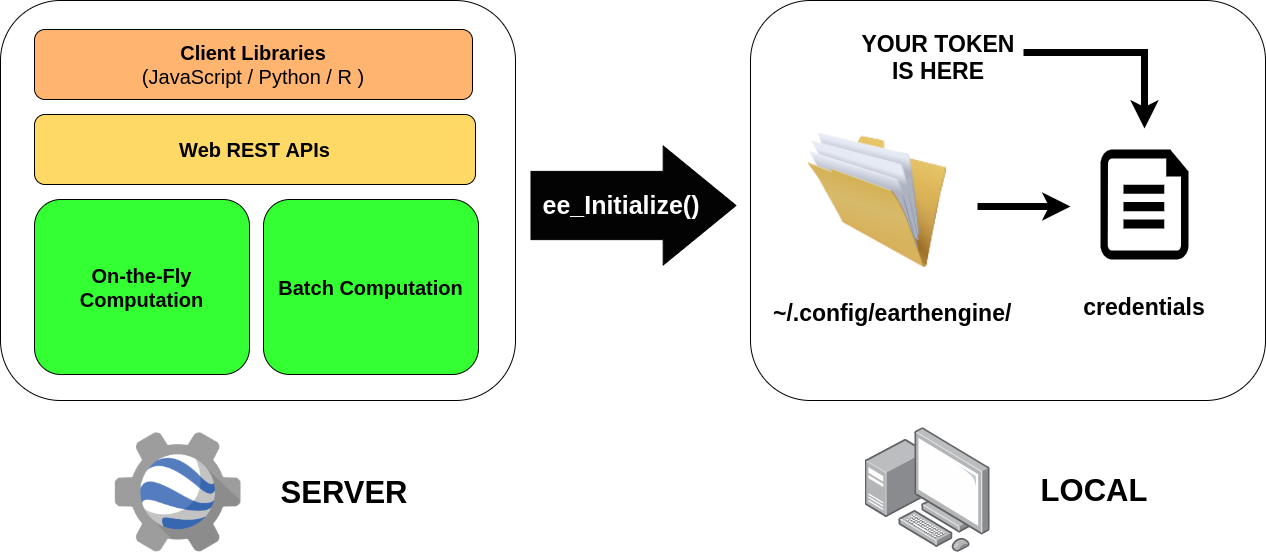 Client Libraries
(JavaScript / Python / R )
Web REST APIs
On-the-Fly
Computation
Batch Computation
SERVER
ee_Initialize()
YOUR TOKEN
IS HERE
~/.config/earthengine/
credentials
LOCAL